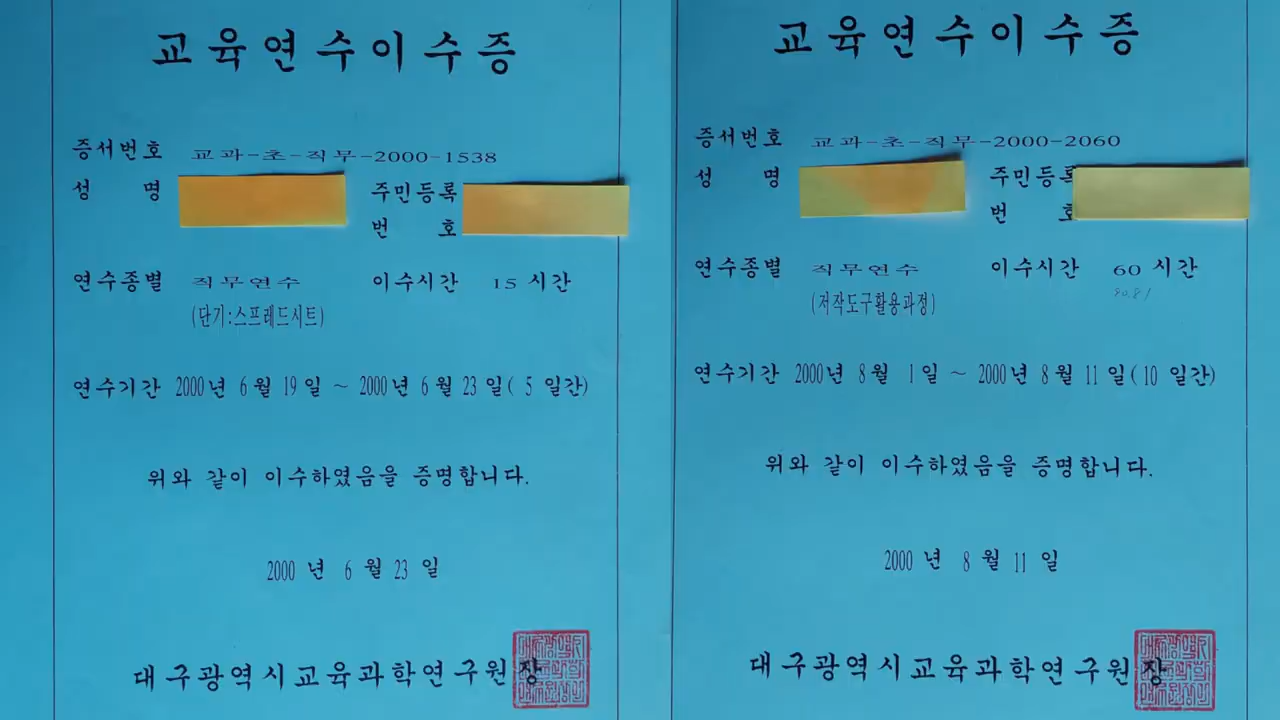 교육연수이수증
증서번호 교과-초-직무-2000-1538
성 명 주민등록
번 호
연수종별 직무연수 이수시간 15 시간
(단기:스프레드시트)
연수기간 2000년 6월 19일 ~ 2000년 6월 23일( 5 일간)
위와 같이 이수하였음을 증명합니다.
2000 년 6 월 23 일
대구광역시교육과학연구원장
교육연수이수증
증서번호 교과-초-직무-2000-2060
성 명 주민등록
번 호
연수종별 직무연수 이수시간 60 시간
90.81
(저작도구활용과정)
연수기간 2000년 8월 1일 ~ 2000년 8월 11일(10 일간)
위와 같이 이수하였음을 증명합니다.
2000 년 8 월 11 일
대구광역시교육과학연구원장